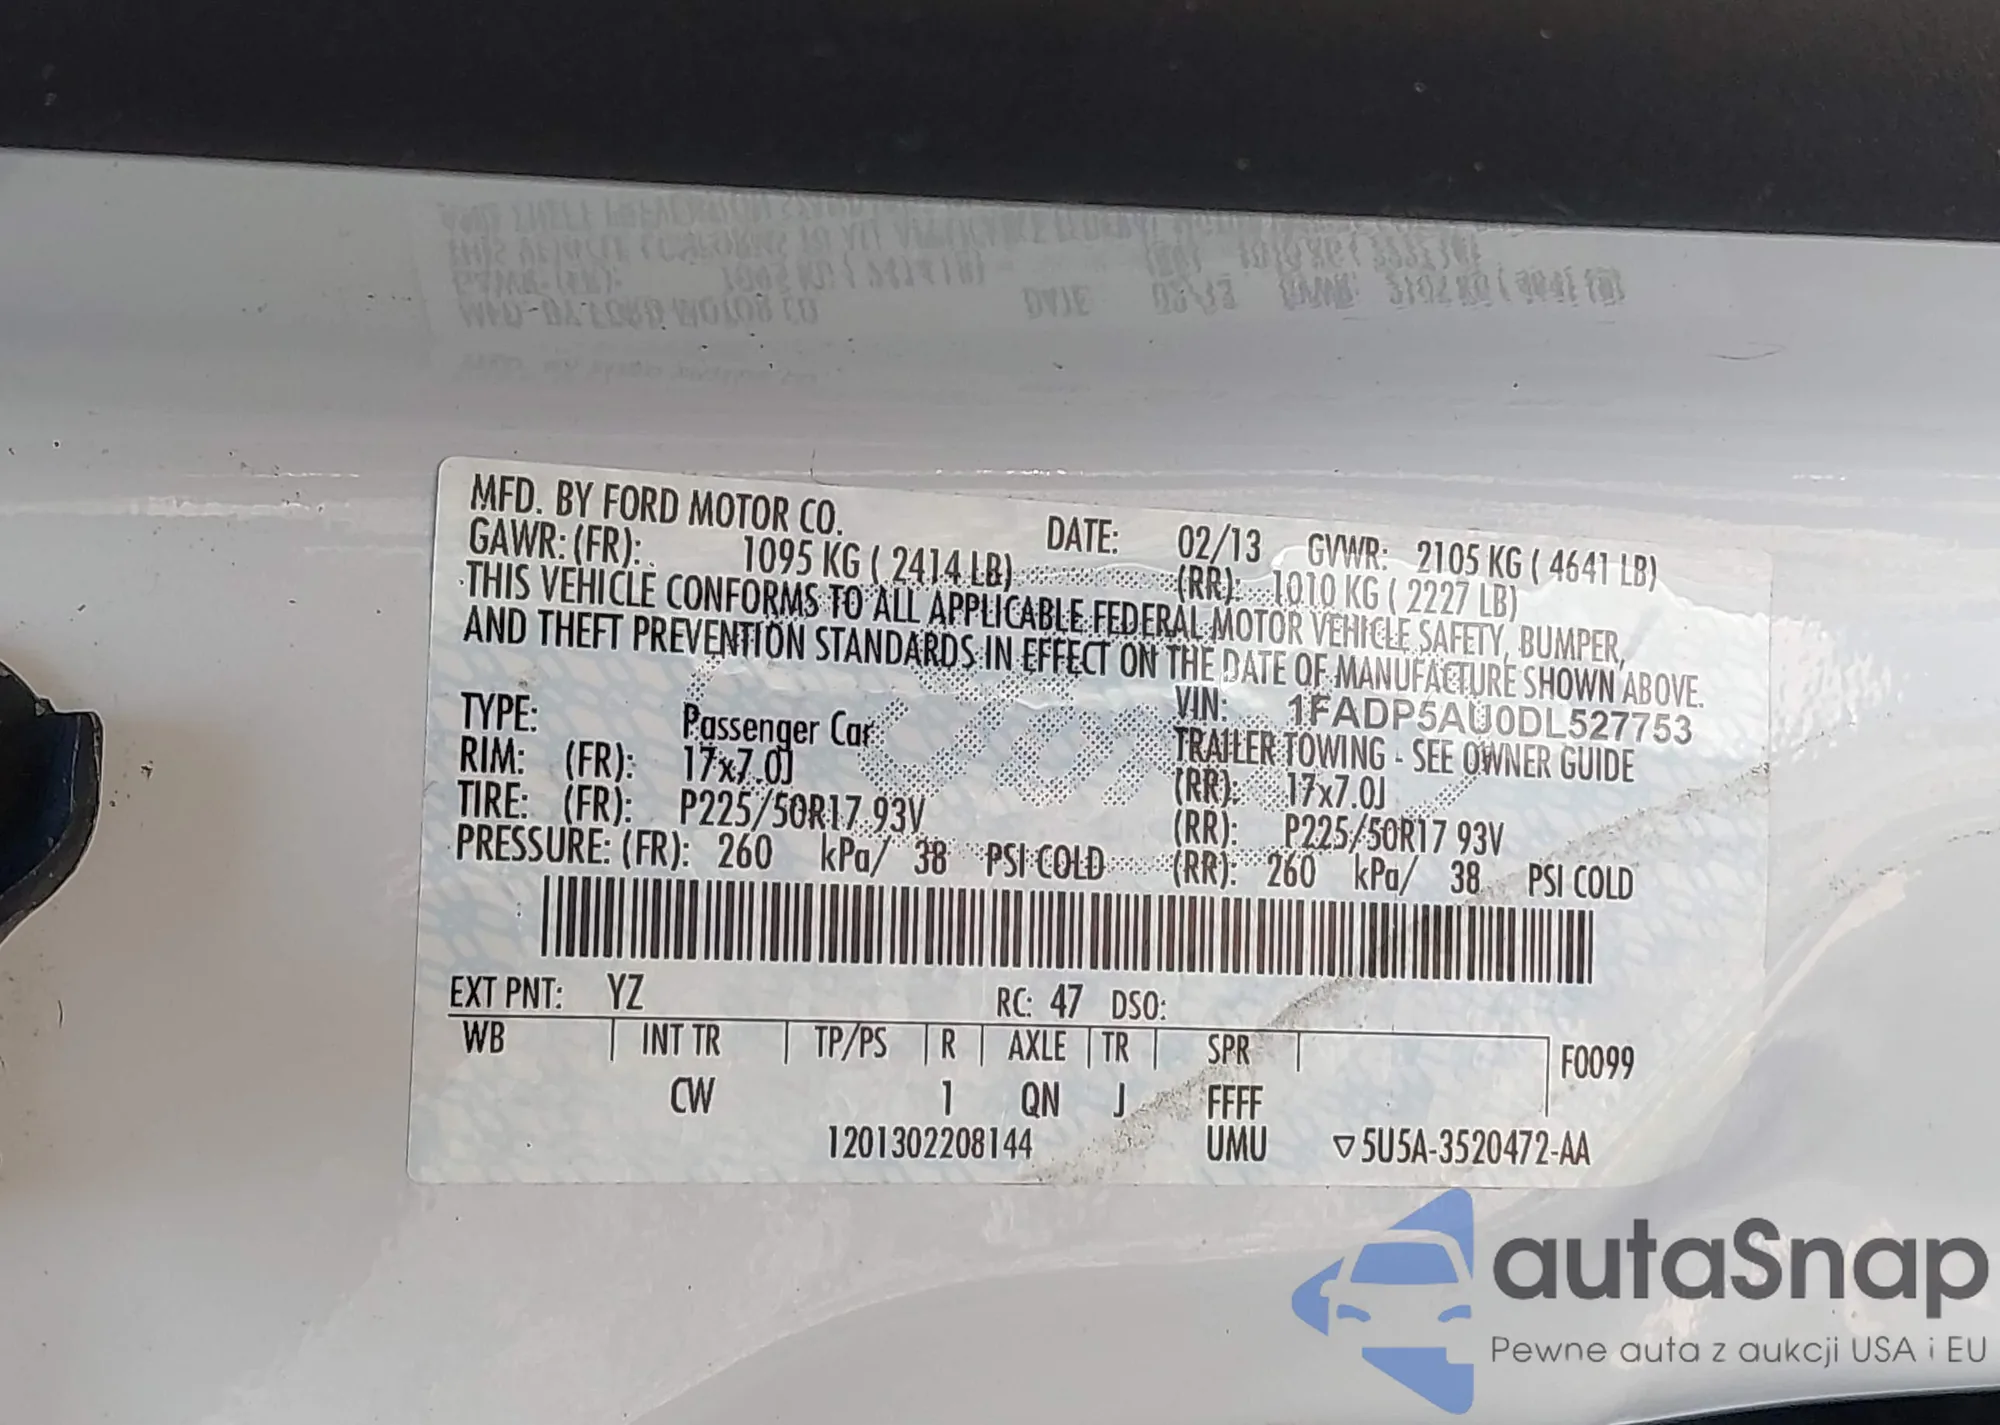 MFD. BY FORD MOTOR CO. DATE: 02/13 GVWR: 2105 KG ( 4641 LB)
GAWR: (FR): 1095 KG ( 2414 LB) (RR): 1010 KG ( 2227 LB)
THIS VEHICLE CONFORMS TO ALL APPLICABLE FEDERAL MOTOR VEHICLE SAFETY, BUMPER,
AND THEFT PREVENTION STANDARDS IN EFFECT ON THE DATE OF MANUFACTURE SHOWN ABOVE.
VIN: 1FADP5AU0DL527753
TYPE: Passenger Car TRAILER TOWING - SEE OWNER GUIDE
RIM: (FR): 17x7.0J (RR): 17x7.0J
TIRE: (FR): P225/50R17 93V (RR): P225/50R17 93V
PRESSURE: (FR): 260 kPa/ 38 PSI COLD (RR): 260 kPa/ 38 PSI COLD
EXT PNT: YZ RC: 47 DSO:
WB INT TR TP/PS R AXLE TR SPR F0099
CW 1 QN J FFFF
1201302208144 UMU ▽5U5A-3520472-AA
autaSnap
Pewne auta z aukcji USA i EU